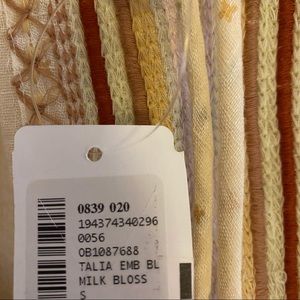 0839 020
194374340296
0056
OB1087688
TALIA EMB BL
MILK BLOSS
S